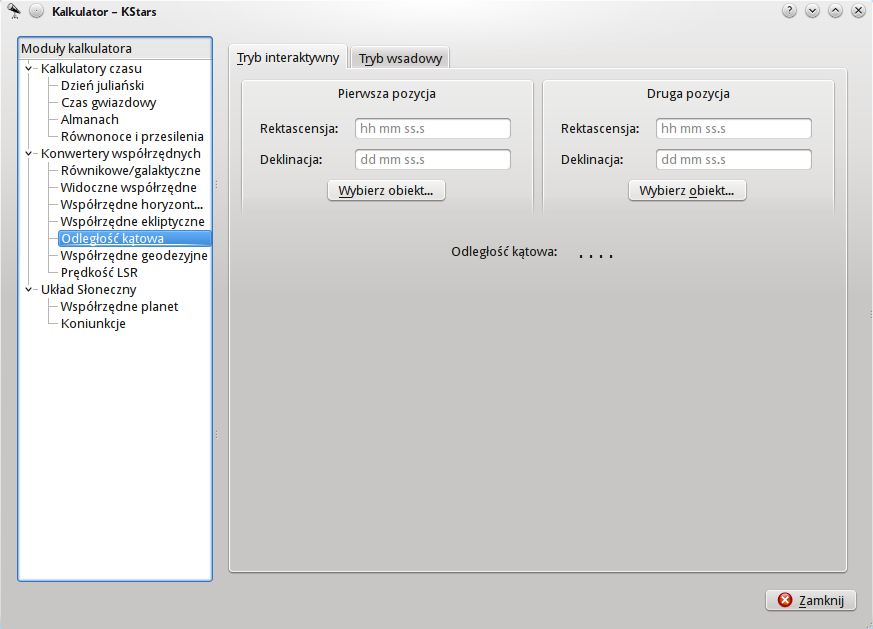 Kalkulator – KStars
Moduły kalkulatora
Kalkulatory czasu
Dzień juliański
Czas gwiazdowy
Almanach
Równonoce i przesilenia
Konwertery współrzędnych
Równikowe/galaktyczne
Widoczne współrzędne
Współrzędne horyzont...
Współrzędne ekliptyczne
Odległość kątowa
Współrzędne geodezyjne
Prędkość LSR
Układ Słoneczny
Współrzędne planet
Koniunkcje
Tryb interaktywny
Tryb wsadowy
Pierwsza pozycja
Rektascensja: hh mm ss.s
Deklinacja: dd mm ss.s
Wybierz obiekt...
Druga pozycja
Rektascensja: hh mm ss.s
Deklinacja: dd mm ss.s
Wybierz obiekt...
Odległość kątowa: . . . .
Zamknij